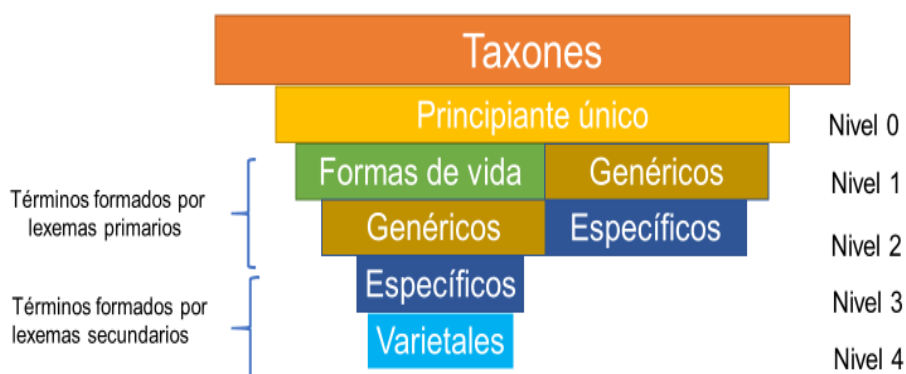 Taxones
Principiante único
Nivel 0
Formas de vida
Genéricos
Nivel 1
Términos formados por
lexemas primarios
Genéricos
Específicos
Nivel 2
Específicos
Nivel 3
Términos formados por
lexemas secundarios
Varietales
Nivel 4